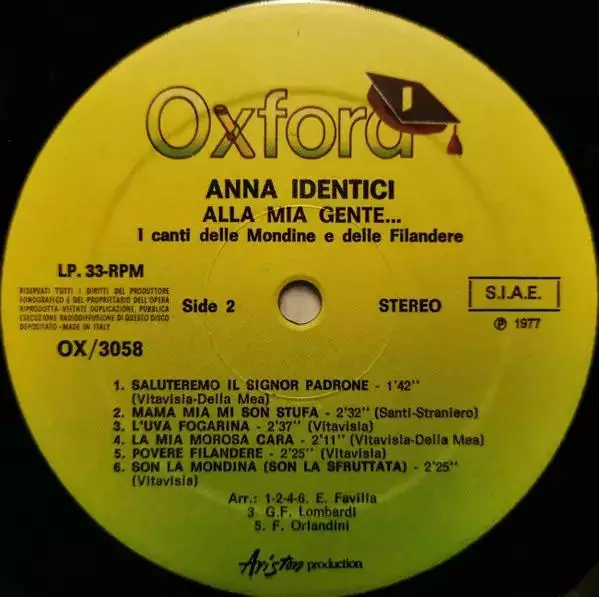 Oxford
ANNA IDENTICI
ALLA MIA GENTE...
I canti delle Mondine e delle Filandere
LP. 33-RPM
RISERVATI TUTTI I DIRITTI DEL PRODUTTORE
FONOGRAFICO E DEL PROPRIETARIO DELL'OPERA
RIPRODOTTA-VIETATE DUPLICAZIONE, PUBBLICA
ESECUZIONE RADIODIFFUSIONE DI QUESTO DISCO
DEPOSITATO - MADE IN ITALY
Side 2
STEREO
S.I.A.E.
℗ 1977
OX/3058
1. SALUTEREMO IL SIGNOR PADRONE - 1'42"
(Vitavisia-Della Mea)
2. MAMA MIA MI SON STUFA - 2'32" (Santi-Straniero)
3. L'UVA FOGARINA - 2'37" (Vitavisia)
4. LA MIA MOROSA CARA - 2'11" (Vitavisia-Della Mea)
5. POVERE FILANDERE - 2'25" (Vitavisia)
6. SON LA MONDINA (SON LA SFRUTTATA) - 2'25"
(Vitavisia)
Arr.: 1-2-4-6. E. Favilla
3. G.F. Lombardi
5. F. Orlandini
Ariston production